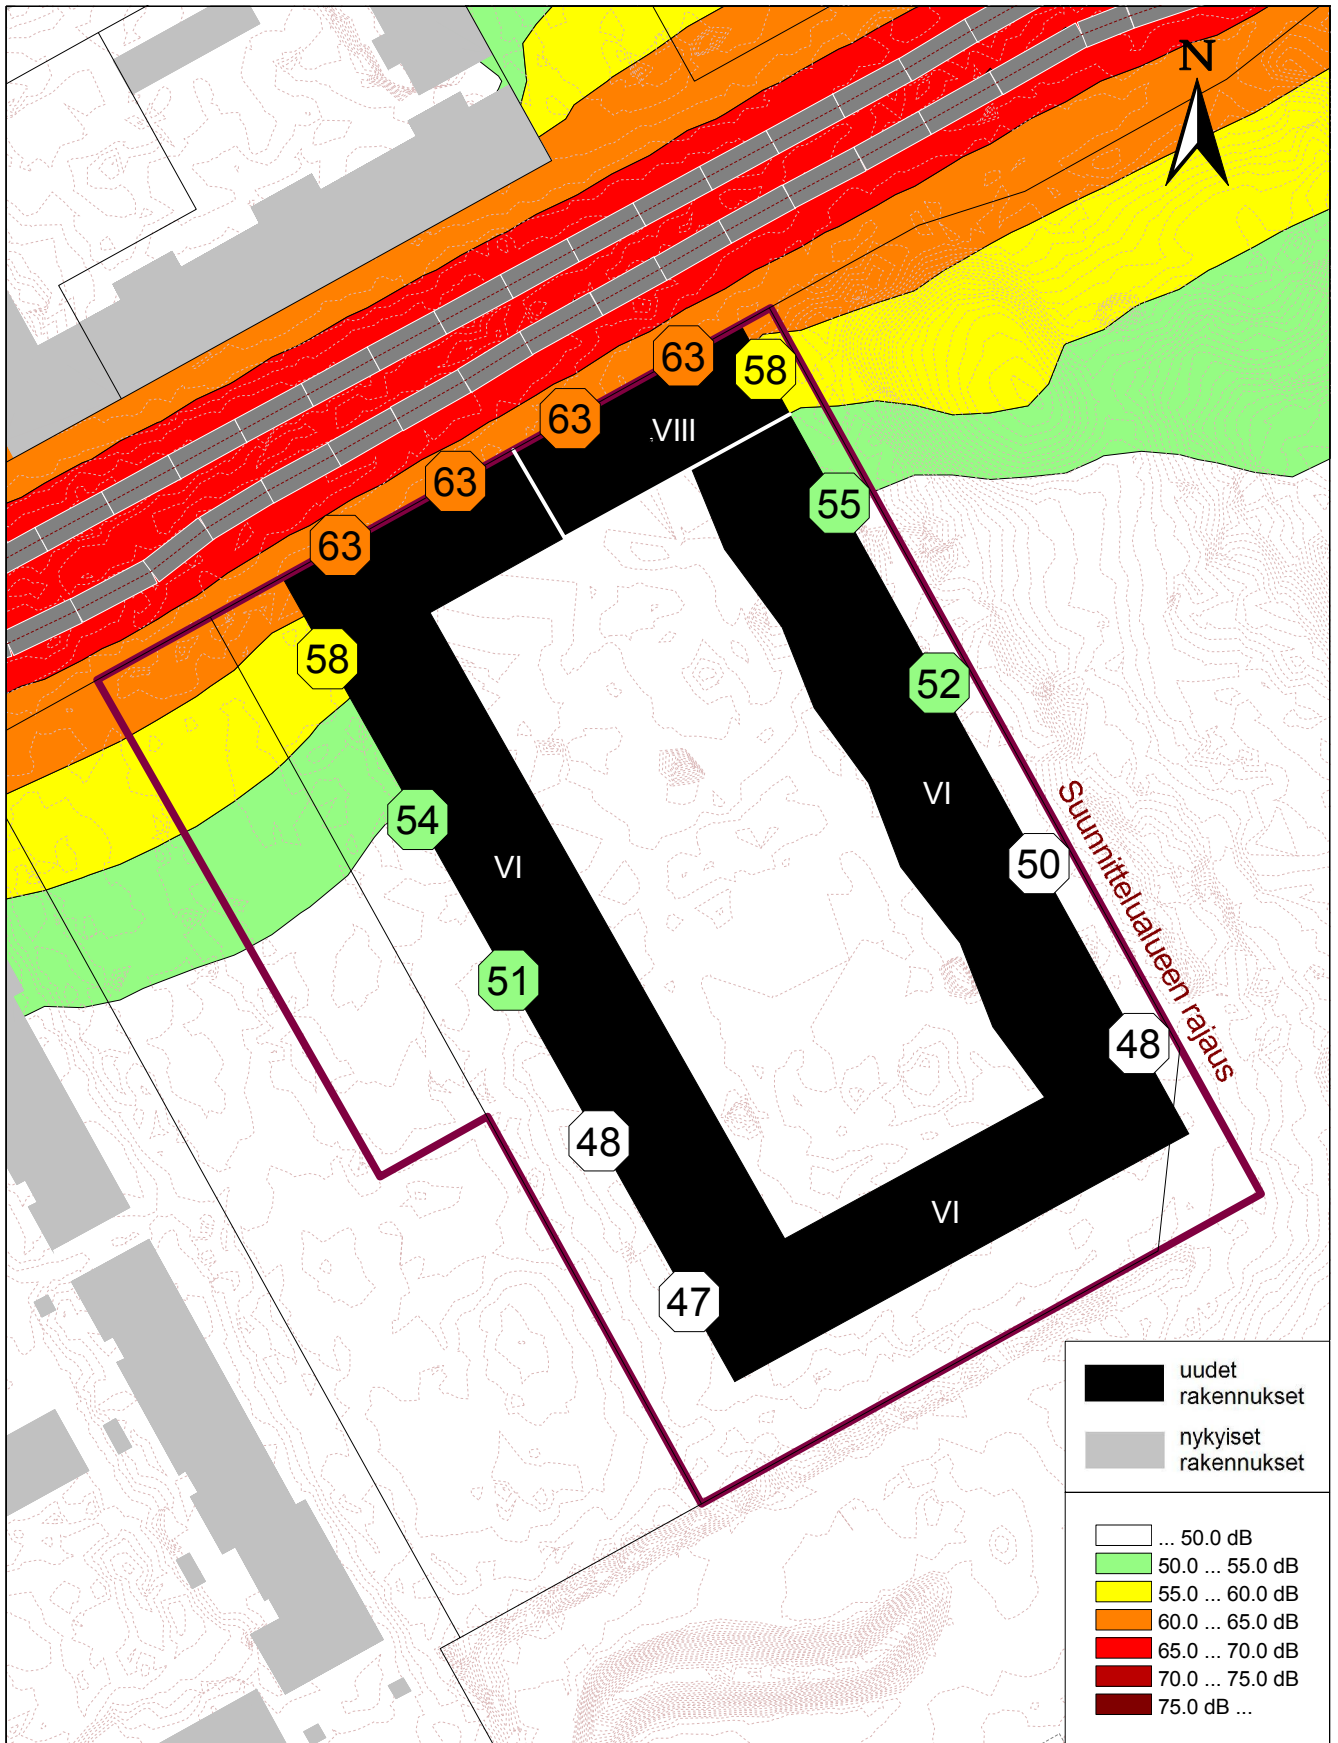 N
63
58
63
VIII
63
55
63
58
52
VI
Suunnittelualueen rajaus
54
50
VI
51
48
48
VI
47
uudet
rakennukset
nykyiset
rakennukset
... 50.0 dB
50.0 ... 55.0 dB
55.0 ... 60.0 dB
60.0 ... 65.0 dB
65.0 ... 70.0 dB
70.0 ... 75.0 dB
75.0 dB ...